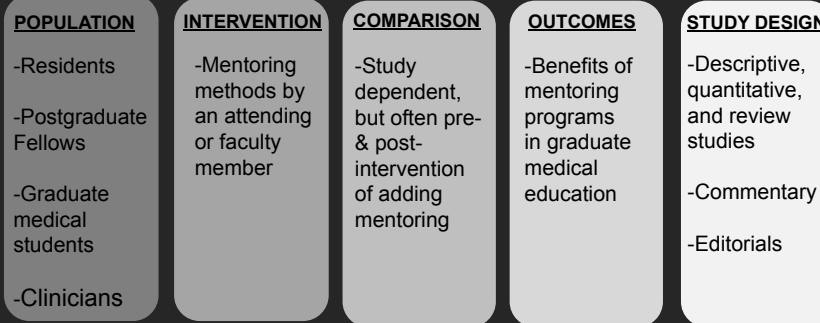 POPULATION
-Residents
-Postgraduate
Fellows
-Graduate
medical
students
-Clinicians
INTERVENTION
-Mentoring
methods by
an attending
or faculty
member
COMPARISON
-Study
dependent,
but often pre-
& post-
intervention
of adding
mentoring
OUTCOMES
-Benefits of
mentoring
programs
in graduate
medical
education
STUDY DESIGN
-Descriptive,
quantitative,
and review
studies
-Commentary
-Editorials